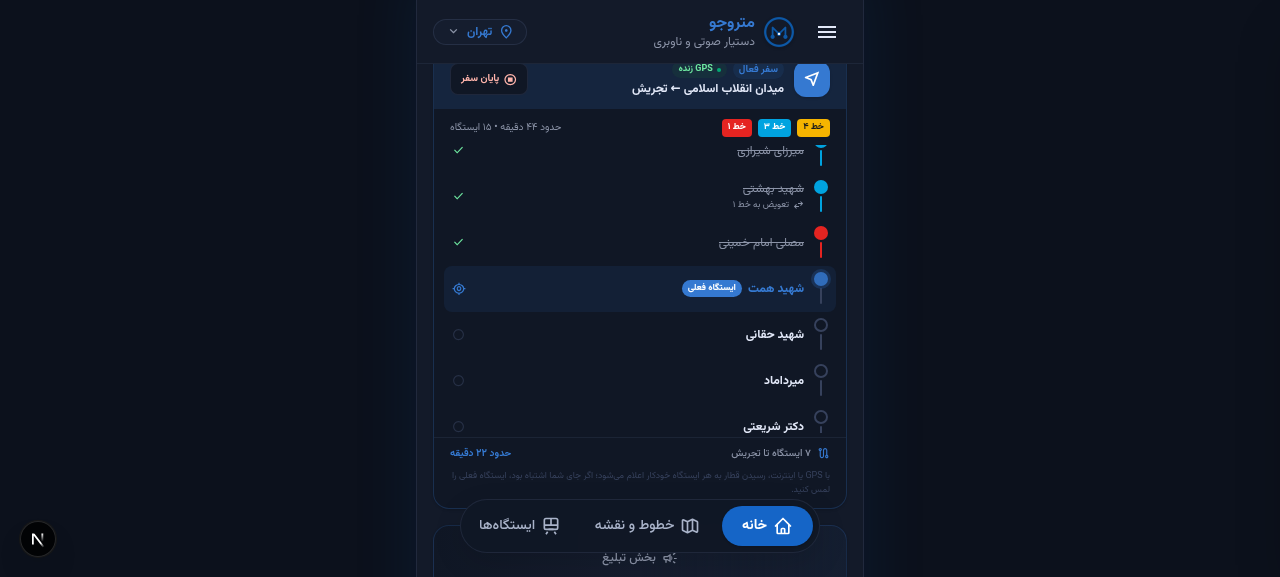 متروجو
دستیار صوتی و ناوبری
تهران
سفر فعال
GPS زنده
میدان انقلاب اسلامی ← تجریش
پایان سفر
خط ۴
خط ۳
خط ۱
حدود ۴۴ دقیقه • ۱۵ ایستگاه
میرزای شیرازی
شهید بهشتی
تعویض به خط ۱
مصلی امام خمینی
شهید همت
ایستگاه فعلی
شهید حقانی
میرداماد
دکتر شریعتی
۷ ایستگاه تا تجریش
حدود ۲۲ دقیقه
با GPS یا اینترنت، رسیدن قطار به هر ایستگاه خودکار اعلام می‌شود؛ اگر جای شما اشتباه بود، ایستگاه فعلی را
لمس کنید.
خانه
خطوط و نقشه
ایستگاه‌ها
بخش تبلیغ
N